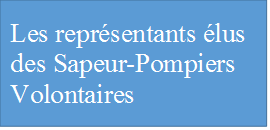 Les représentants élus
des Sapeur-Pompiers
Volontaires